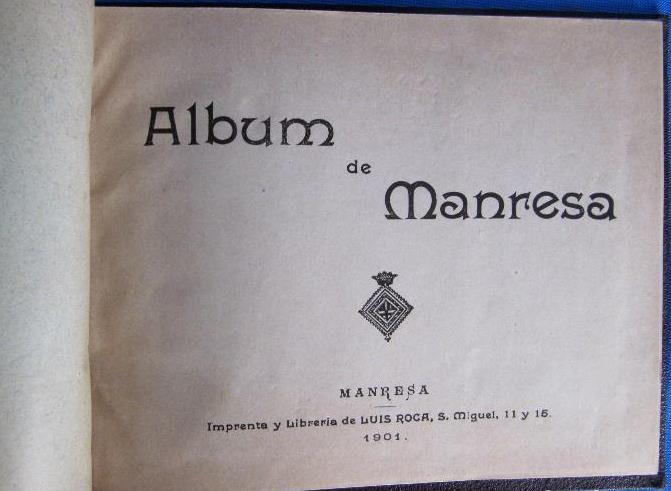 Album
de
Manresa
MANRESA
Imprenta y Librería de LUIS ROCA, S. Miguel, 11 y 15.
1901.